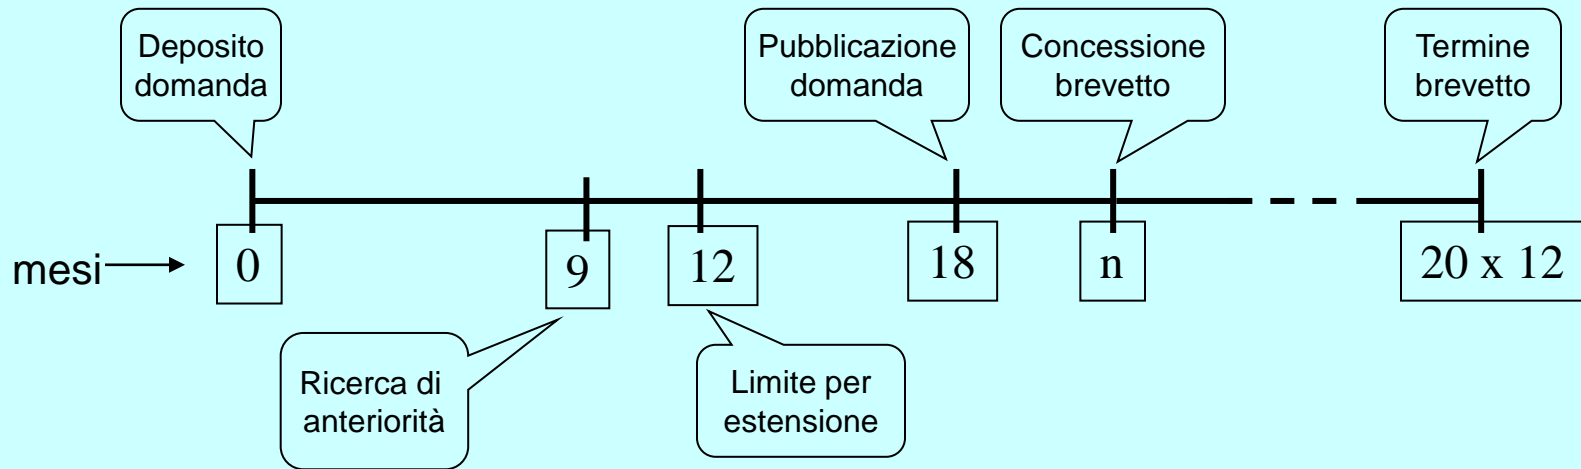 Deposito
domanda
Pubblicazione
domanda
Concessione
brevetto
Termine
brevetto
mesi
0
9
12
18
n
20 x 12
Ricerca di
anteriorità
Limite per
estensione